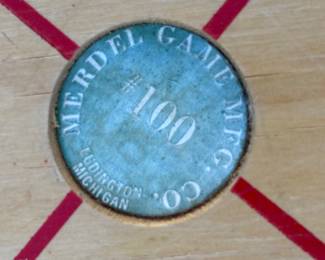 MERDEL GAME MFG. CO.
#100
LUDINGTON
MICHIGAN